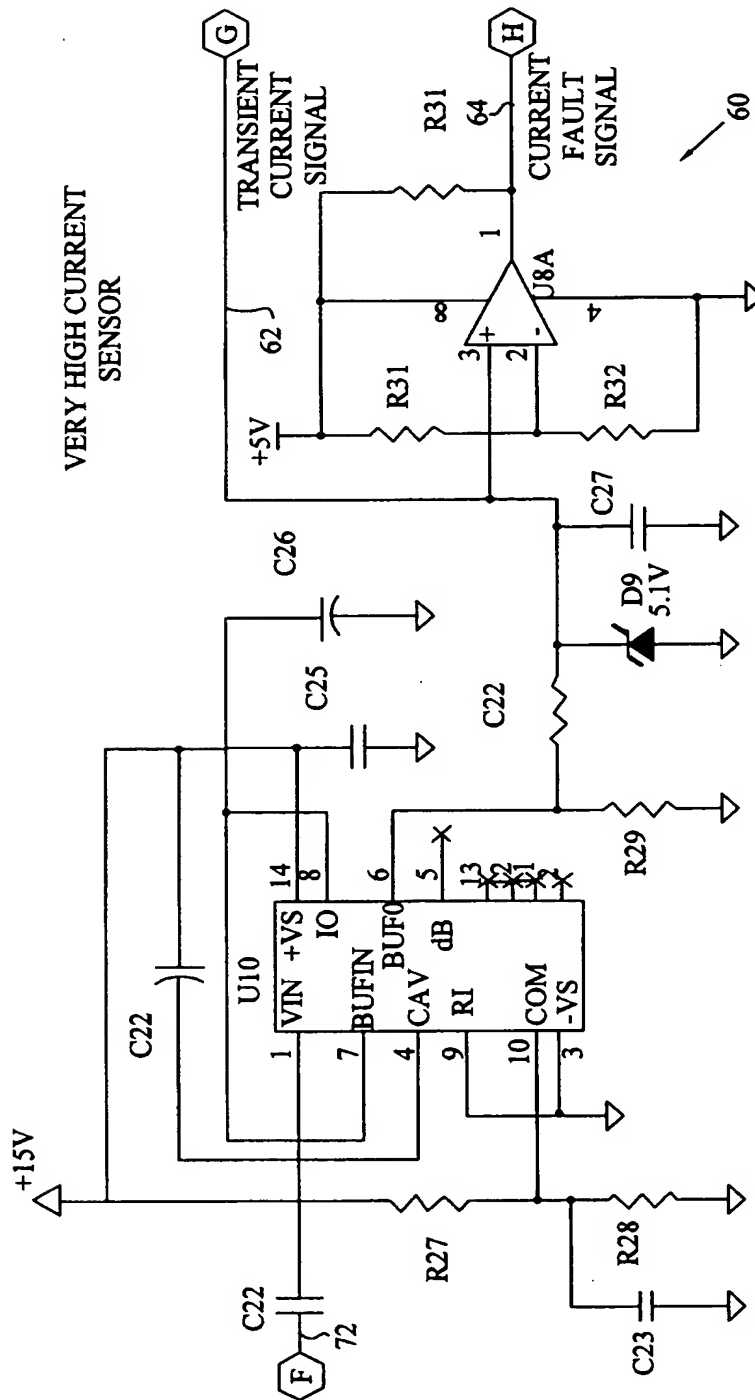 VERY HIGH CURRENT
SENSOR
G
TRANSIENT
CURRENT
SIGNAL
62
H
64
CURRENT
FAULT
SIGNAL
60
R31
1
U8A
8
4
3
+
2
-
+5V
R31
R32
C26
C25
C27
D9
5.1V
C22
R29
+15V
C22
U10
1
VIN
+VS
14
IO
8
7
BUFIN
BUF0
6
4
CAV
dB
5
9
RI
13
12
11
2
10
COM
3
-VS
F
72
C22
R27
R28
C23